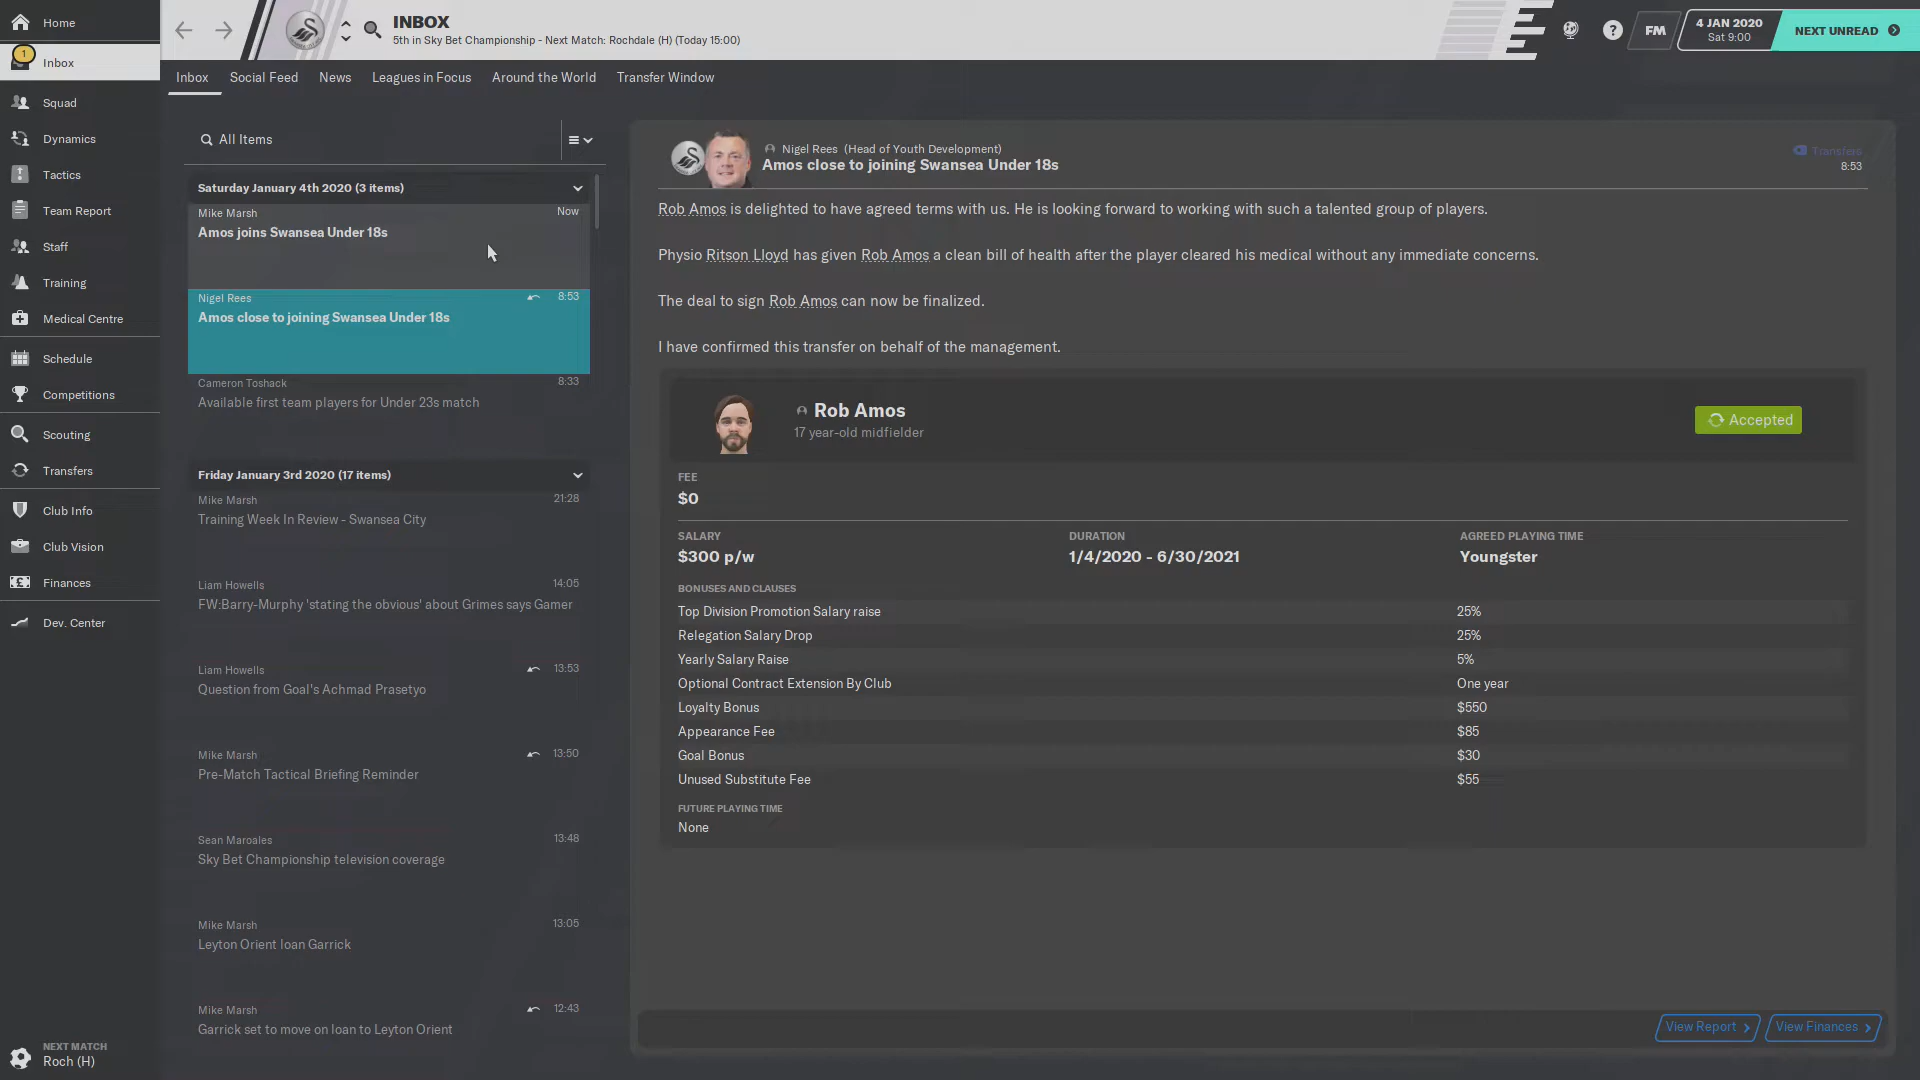 Home
1
Inbox
Squad
Dynamics
Tactics
Team Report
Staff
Training
Medical Centre
Schedule
Competitions
Scouting
Transfers
Club Info
Club Vision
Finances
Dev. Center
NEXT MATCH
Roch (H)
INBOX
5th in Sky Bet Championship - Next Match: Rochdale (H) (Today 15:00)
FM
4 JAN 2020
Sat 9:00
NEXT UNREAD
Inbox Social Feed News Leagues in Focus Around the World Transfer Window
All Items
Saturday January 4th 2020 (3 items)
Mike Marsh Now
Amos joins Swansea Under 18s
Nigel Rees 8:53
Amos close to joining Swansea Under 18s
Cameron Toshack 8:33
Available first team players for Under 23s match
Friday January 3rd 2020 (17 items)
Mike Marsh 21:28
Training Week In Review - Swansea City
Liam Howells 14:05
FW:Barry-Murphy 'stating the obvious' about Grimes says Gamer
Liam Howells 13:53
Question from Goal's Achmad Prasetyo
Mike Marsh 13:50
Pre-Match Tactical Briefing Reminder
Sean Maroales 13:48
Sky Bet Championship television coverage
Mike Marsh 13:05
Leyton Orient loan Garrick
Mike Marsh 12:43
Garrick set to move on loan to Leyton Orient
Nigel Rees (Head of Youth Development)
Amos close to joining Swansea Under 18s
Transfers
8:53
Rob Amos is delighted to have agreed terms with us. He is looking forward to working with such a talented group of players.
Physio Ritson Lloyd has given Rob Amos a clean bill of health after the player cleared his medical without any immediate concerns.
The deal to sign Rob Amos can now be finalized.
I have confirmed this transfer on behalf of the management.
Rob Amos
17 year-old midfielder
Accepted
FEE
$0
SALARY DURATION AGREED PLAYING TIME
$300 p/w 1/4/2020 - 6/30/2021 Youngster
BONUSES AND CLAUSES
Top Division Promotion Salary raise 25%
Relegation Salary Drop 25%
Yearly Salary Raise 5%
Optional Contract Extension By Club One year
Loyalty Bonus $550
Appearance Fee $85
Goal Bonus $30
Unused Substitute Fee $55
FUTURE PLAYING TIME
None
View Report View Finances